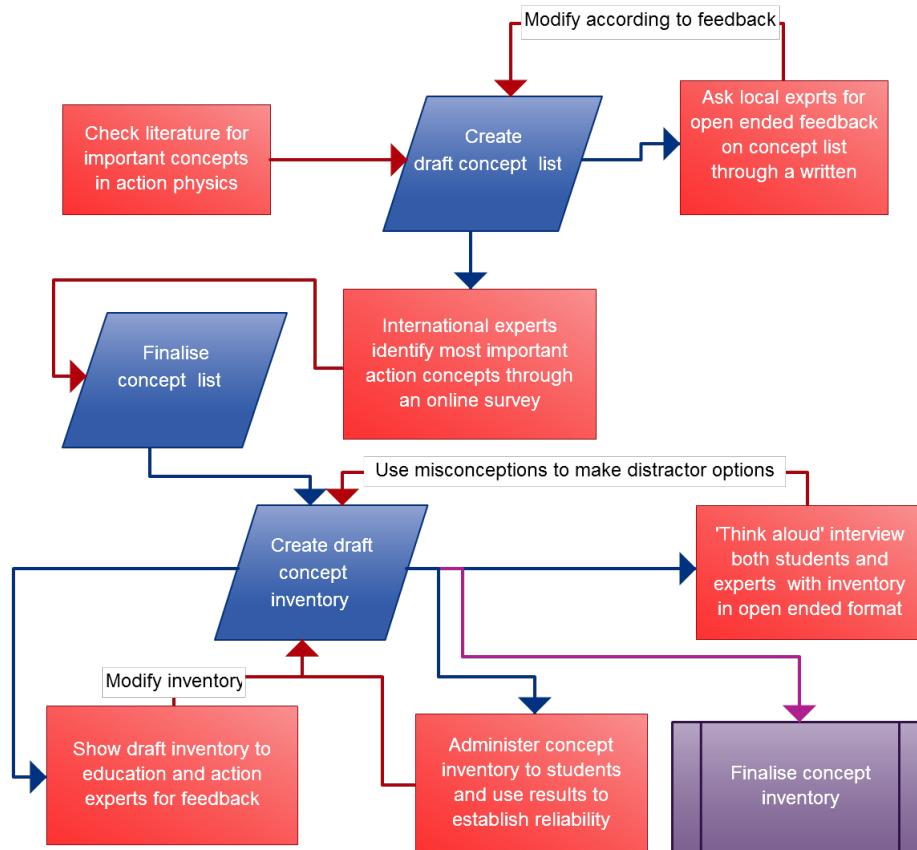 Modify according to feedback
Check literature for
important concepts
in action physics
Create
draft concept list
Ask local exprts for
open ended feedback
on concept list
through a written
Finalise
concept list
International experts
identify most important
action concepts through
an online survey
Use misconceptions to make distractor options
Create draft
concept
inventory
'Think aloud' interview
both students and
experts with inventory
in open ended format
Modify inventory
Show draft inventory to
education and action
experts for feedback
Administer concept
inventory to students
and use results to
establish reliability
Finalise concept
inventory